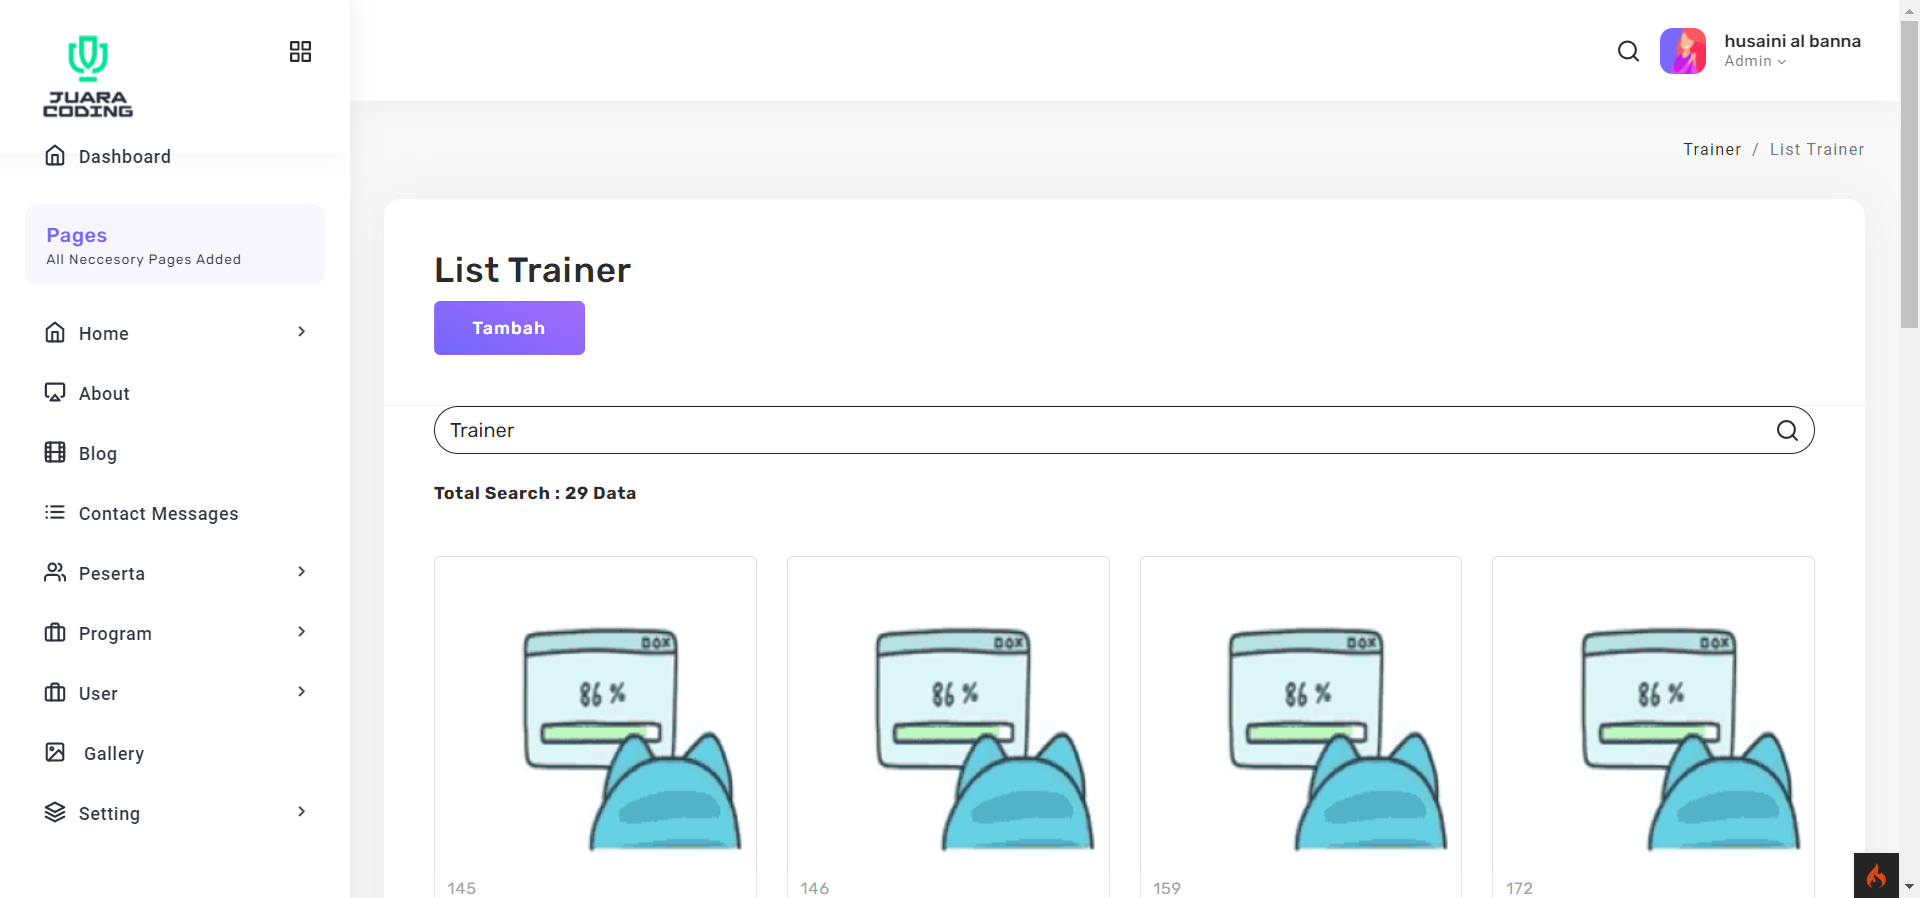 JUARA
CODING
husaini al banna
Admin
Dashboard
Trainer / List Trainer
Pages
All Neccesory Pages Added
Home
About
Blog
Contact Messages
Peserta
Program
User
Gallery
Setting
List Trainer
Tambah
Trainer
Total Search : 29 Data
86 %
86 %
86 %
86 %
145
146
159
172